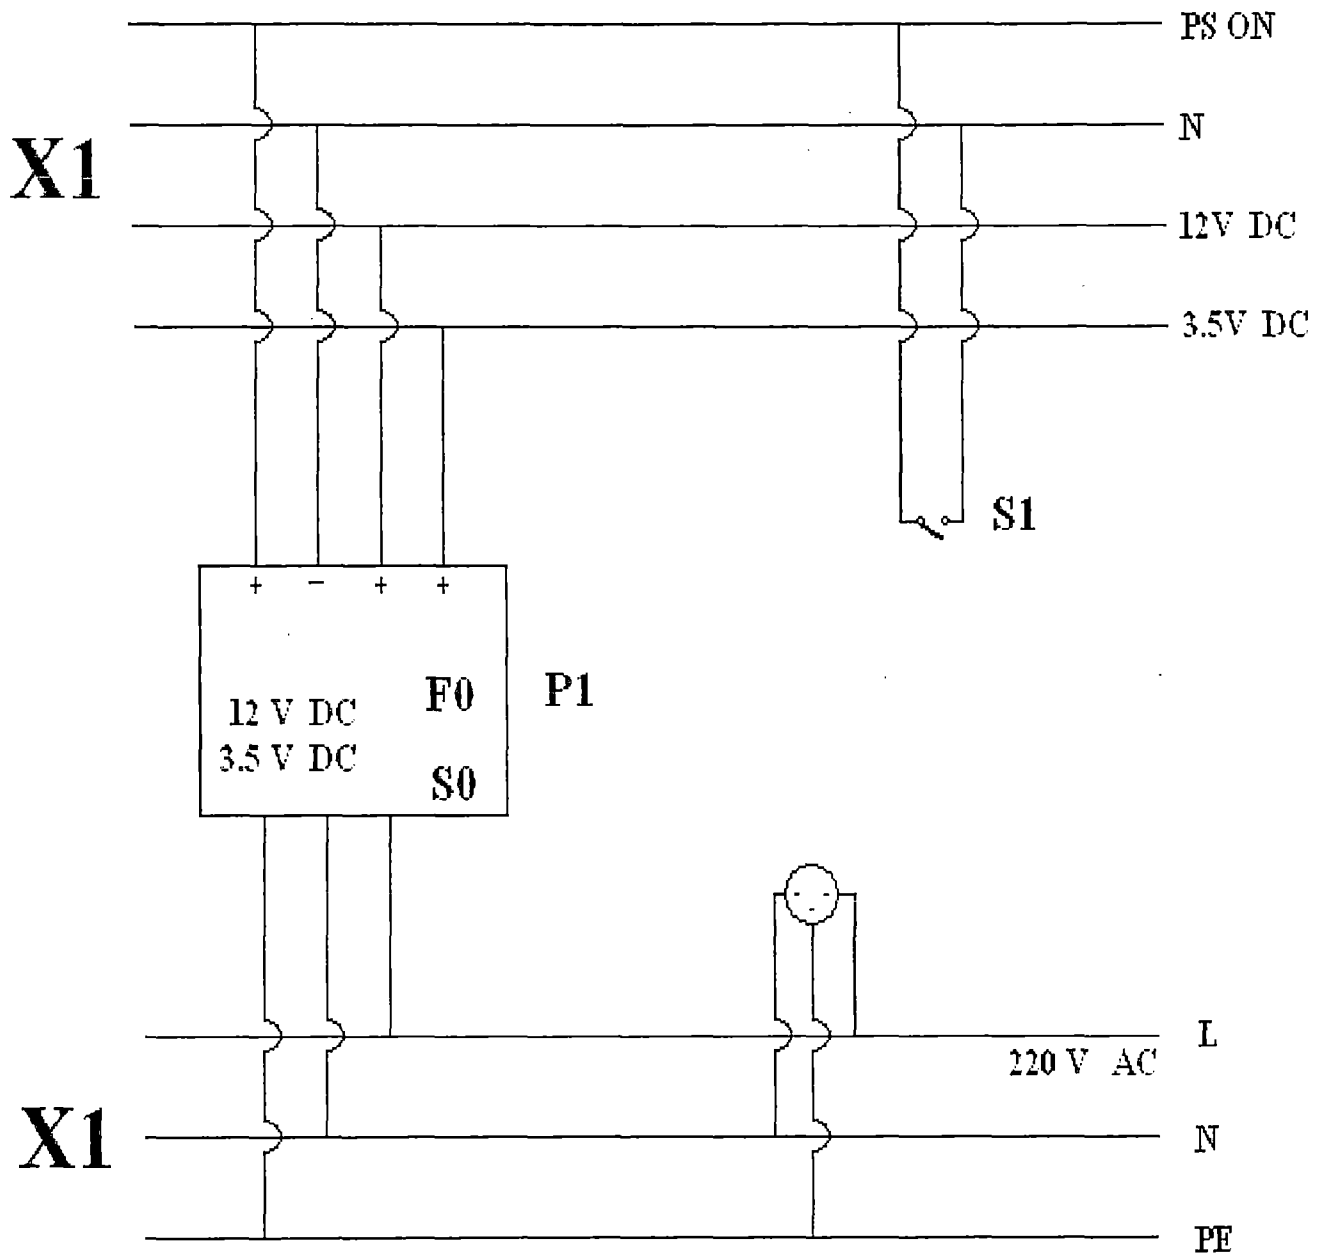 PS ON
N
X1
12V DC
3.5V DC
S1
+ − + +
F0
P1
12 V DC
3.5 V DC
S0
L
220 V AC
X1
N
PE